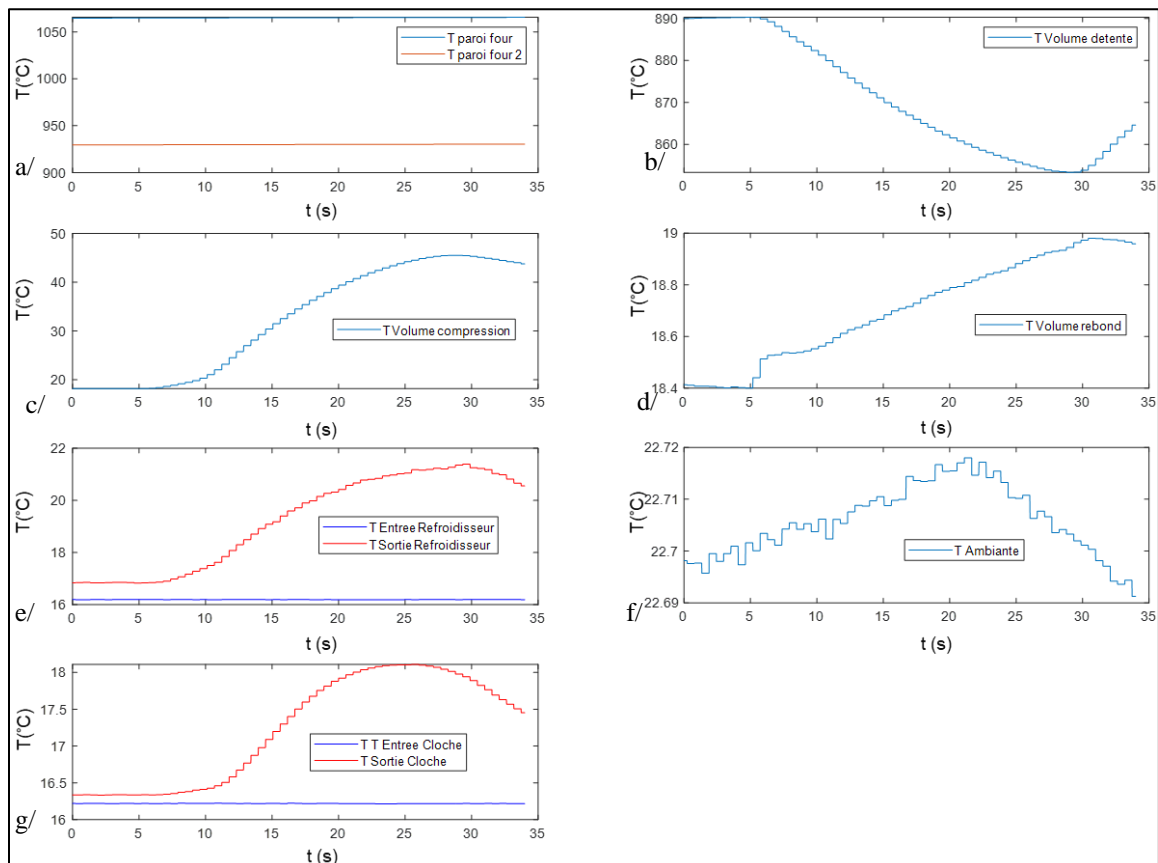 a/
T(°C)
1050
1000
950
900
T paroi four
T paroi four 2
0 5 10 15 20 25 30 35
t (s)
b/
T(°C)
890
880
870
860
T Volume detente
0 5 10 15 20 25 30 35
t (s)
c/
T(°C)
50
40
30
20
T Volume compression
0 5 10 15 20 25 30 35
t (s)
d/
T(°C)
19
18.8
18.6
18.4
T Volume rebond
0 5 10 15 20 25 30 35
t (s)
e/
T(°C)
22
20
18
16
T Entree Refroidisseur
T Sortie Refroidisseur
0 5 10 15 20 25 30 35
t (s)
f/
T(°C)
22.72
22.71
22.7
22.69
T Ambiante
0 5 10 15 20 25 30 35
t (s)
g/
T(°C)
18
17.5
17
16.5
16
T T Entree Cloche
T Sortie Cloche
0 5 10 15 20 25 30 35
t (s)